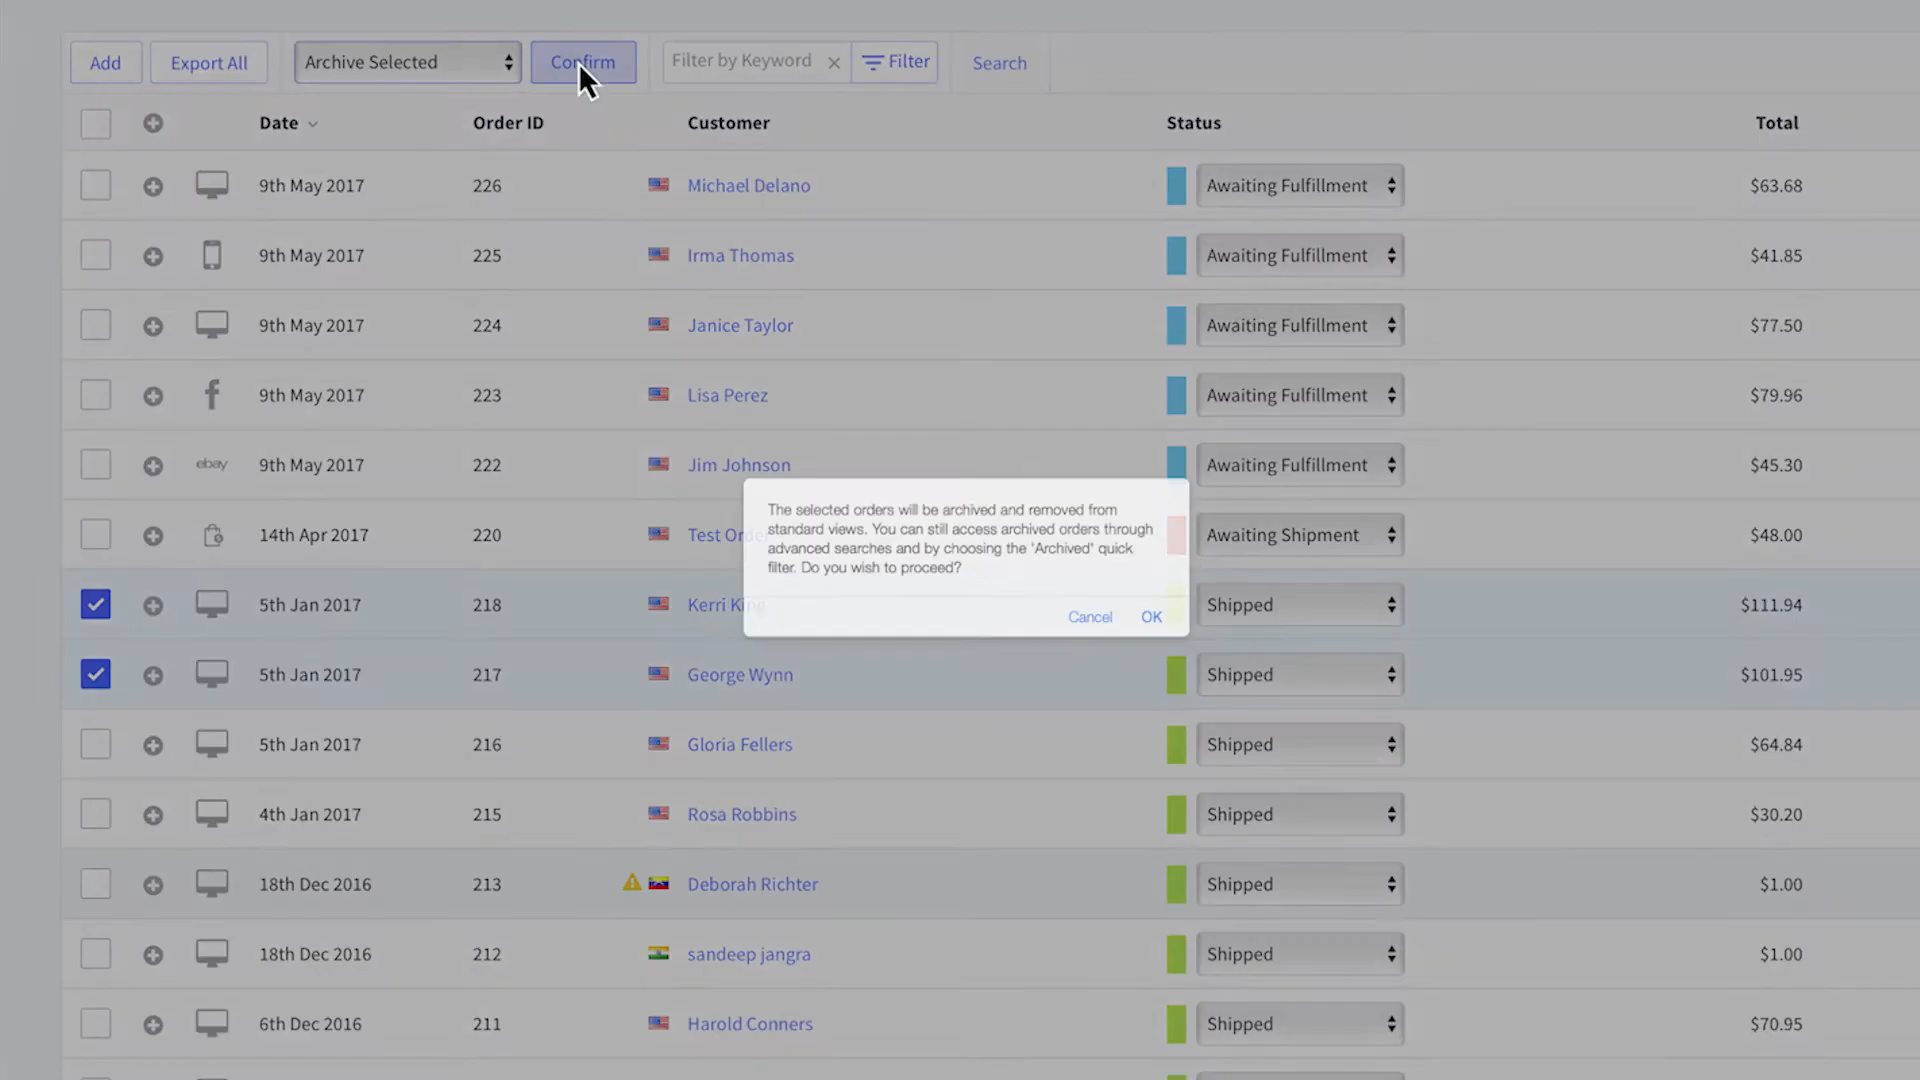 Add Export All Archive Selected Confirm Filter by Keyword Filter Search
Date Order ID Customer Status Total
9th May 2017 226 Michael Delano Awaiting Fulfillment $63.68
9th May 2017 225 Irma Thomas Awaiting Fulfillment $41.85
9th May 2017 224 Janice Taylor Awaiting Fulfillment $77.50
9th May 2017 223 Lisa Perez Awaiting Fulfillment $79.96
ebay 9th May 2017 222 Jim Johnson Awaiting Fulfillment $45.30
14th Apr 2017 220 Test Order Awaiting Shipment $48.00
5th Jan 2017 218 Kerri King Shipped $111.94
The selected orders will be archived and removed from
standard views. You can still access archived orders through
advanced searches and by choosing the 'Archived' quick
filter. Do you wish to proceed?
Cancel OK
5th Jan 2017 217 George Wynn Shipped $101.95
5th Jan 2017 216 Gloria Fellers Shipped $64.84
4th Jan 2017 215 Rosa Robbins Shipped $30.20
18th Dec 2016 213 Deborah Richter Shipped $1.00
18th Dec 2016 212 sandeep jangra Shipped $1.00
6th Dec 2016 211 Harold Conners Shipped $70.95